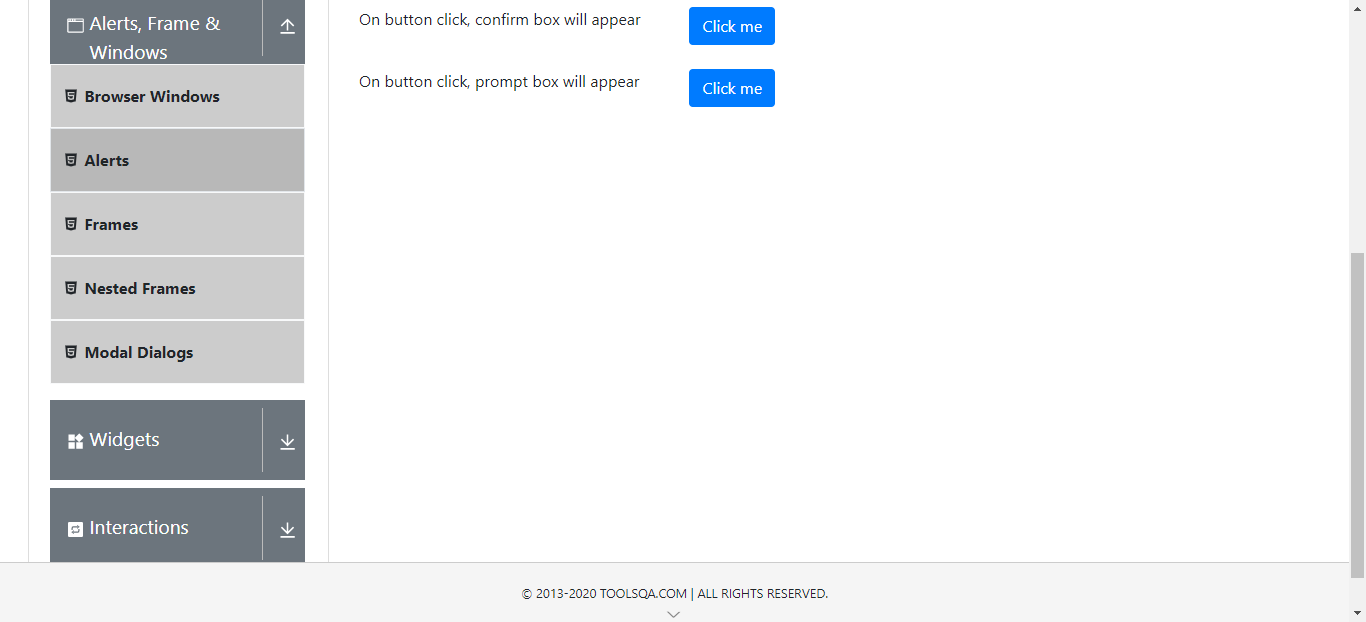 Alerts, Frame &
Windows
Browser Windows
Alerts
Frames
Nested Frames
Modal Dialogs
Widgets
Interactions
On button click, confirm box will appear
Click me
On button click, prompt box will appear
Click me
© 2013-2020 TOOLSQA.COM | ALL RIGHTS RESERVED.